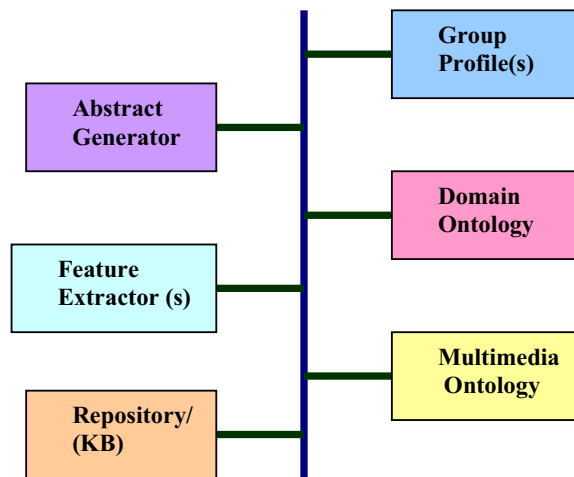 Group
Profile(s)
Abstract
Generator
Domain
Ontology
Feature
Extractor (s)
Multimedia
Ontology
Repository/
(KB)